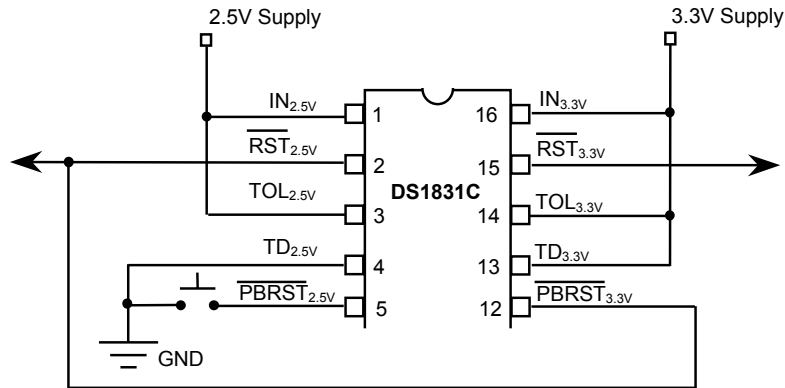 2.5V Supply
3.3V Supply
IN2.5V
1
16
IN3.3V
RST2.5V
2
15
RST3.3V
DS1831C
TOL2.5V
3
14
TOL3.3V
TD2.5V
4
13
TD3.3V
PBRST2.5V
5
12
PBRST3.3V
GND